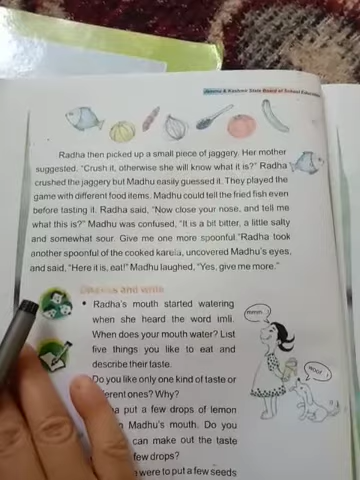 Jammu & Kashmir State Board of School Education
Radha then picked up a small piece of jaggery. Her mother
suggested. "Crush it, otherwise she will know what it is?" Radha
crushed the jaggery but Madhu easily guessed it. They played the
game with different food items. Madhu could tell the fried fish even
before tasting it. Radha said, "Now close your nose, and tell me
what this is?" Madhu was confused, "It is a bit bitter, a little salty
and somewhat sour. Give me one more spoonful."Radha took
another spoonful of the cooked karela, uncovered Madhu's eyes,
and said, "Here it is, eat!" Madhu laughed, "Yes, give me more."
and write
• Radha's mouth started watering
when she heard the word imli.
When does your mouth water? List
five things you like to eat and
describe their taste.
Do you like only one kind of taste or
erent ones? Why?
a put a few drops of lemon
Madhu's mouth. Do you
can make out the taste
few drops?
were to put a few seeds
mmm
woof